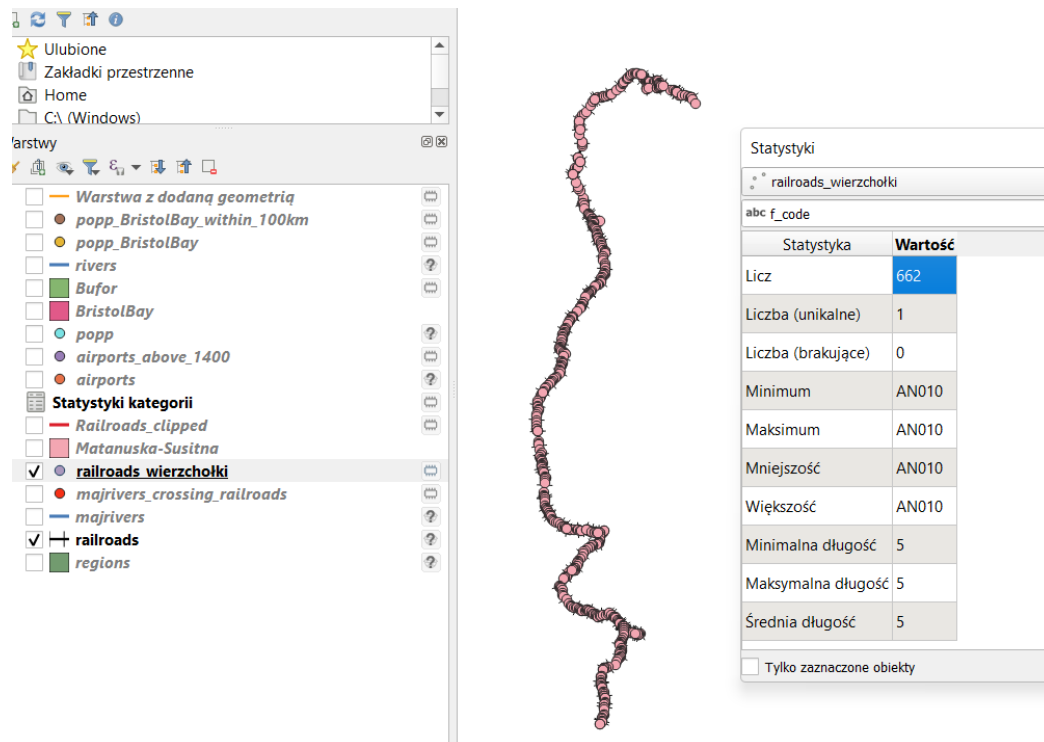 Ulubione
Zakładki przestrzenne
Home
C:\ (Windows)
arstwy
Warstwa z dodaną geometrią
popp_BristolBay_within_100km
popp_BristolBay
rivers
Bufor
BristolBay
popp
airports_above_1400
airports
Statystyki kategorii
Railroads_clipped
Matanuska-Susitna
railroads_wierzchołki
majrivers_crossing_railroads
majrivers
railroads
regions
Statystyki
railroads_wierzchołki
abc f_code
Statystyka Wartość
Licz 662
Liczba (unikalne) 1
Liczba (brakujące) 0
Minimum AN010
Maksimum AN010
Mniejszość AN010
Większość AN010
Minimalna długość 5
Maksymalna długość 5
Średnia długość 5
Tylko zaznaczone obiekty